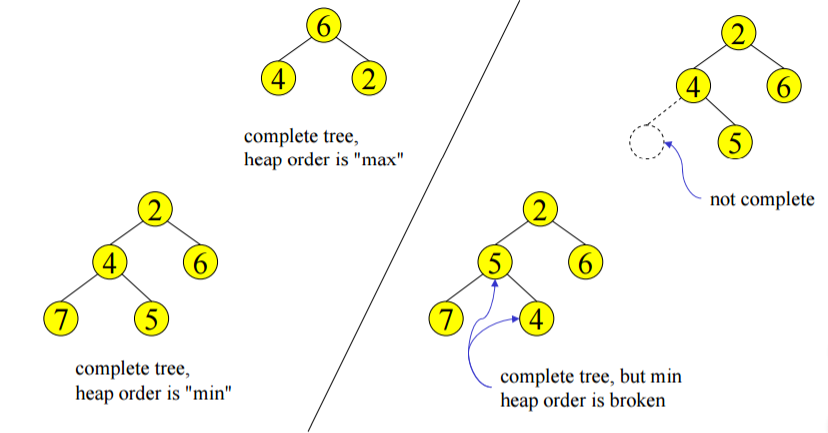 6
4 2
complete tree,
heap order is "max"
2
4 6
5
not complete
2
4 6
7 5
complete tree,
heap order is "min"
2
5 6
7 4
complete tree, but min
heap order is broken